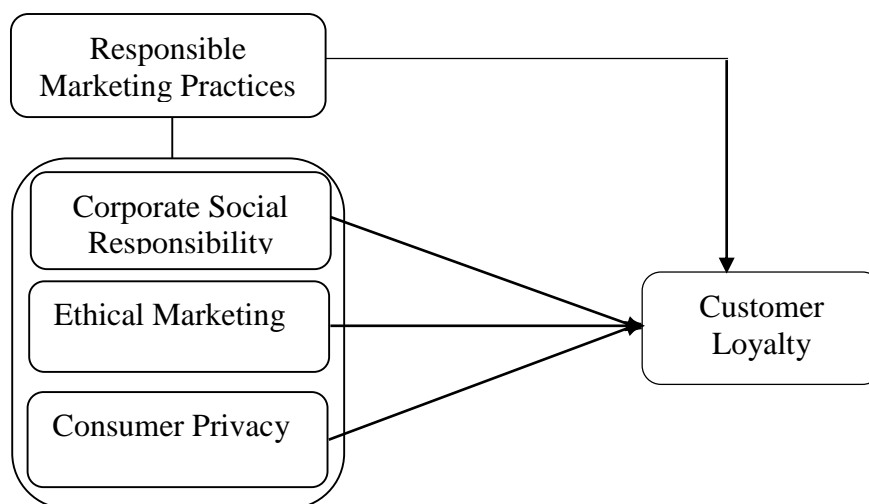 Responsible
Marketing Practices
Corporate Social
Responsibility
Ethical Marketing
Consumer Privacy
Customer
Loyalty